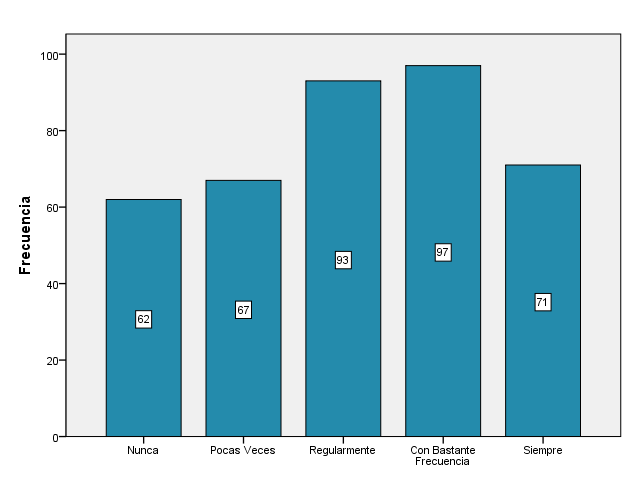 Frecuencia
100
80
60
40
20
0
62
67
93
97
71
Nunca
Pocas Veces
Regularmente
Con Bastante
Frecuencia
Siempre